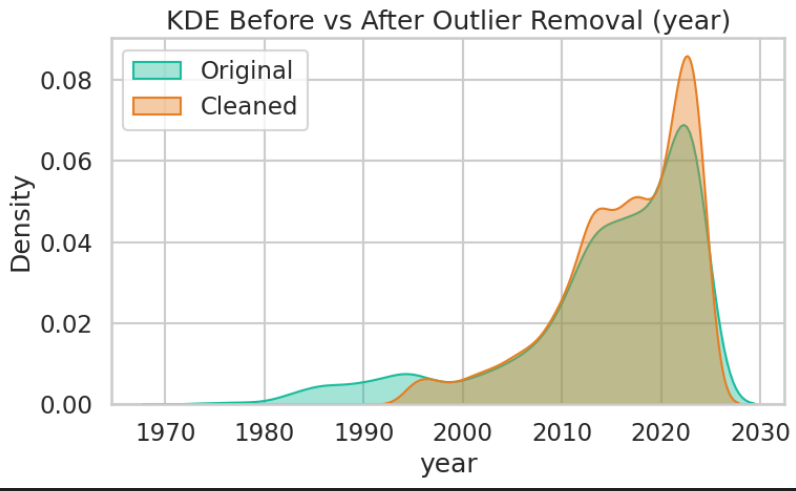 KDE Before vs After Outlier Removal (year)
Original
Cleaned
Density
0.08
0.06
0.04
0.02
0.00
1970 1980 1990 2000 2010 2020 2030
year